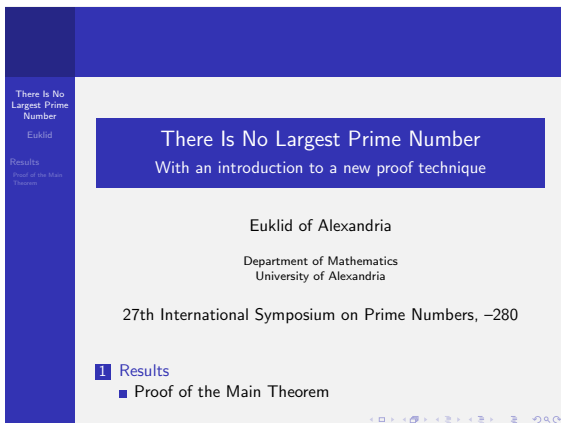 There Is No
Largest Prime
Number
Euklid
Results
Proof of the Main
Theorem
There Is No Largest Prime Number
With an introduction to a new proof technique
Euklid of Alexandria
Department of Mathematics
University of Alexandria
27th International Symposium on Prime Numbers, –280
1 Results
Proof of the Main Theorem